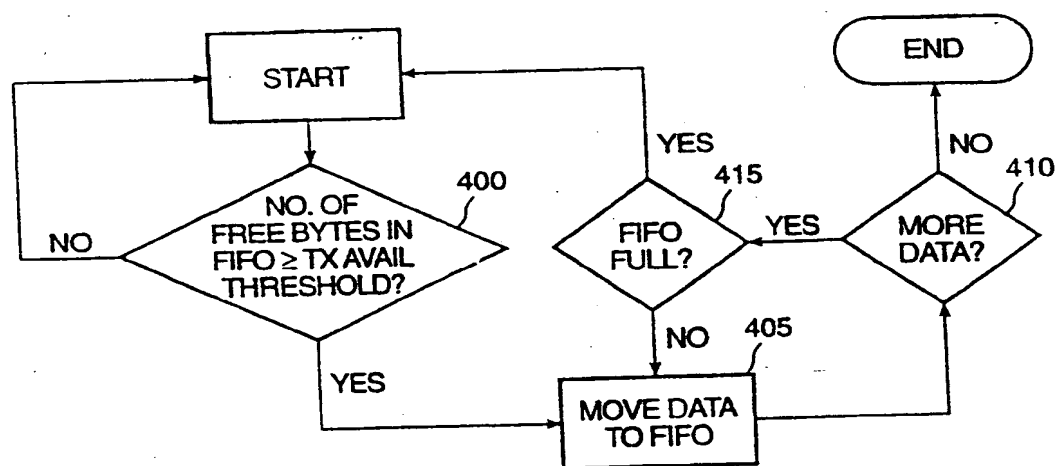 START
END
400
NO. OF
FREE BYTES IN
FIFO ≥ TX AVAIL
THRESHOLD?
NO
YES
YES
415
FIFO
FULL?
NO
YES
410
MORE
DATA?
NO
405
MOVE DATA
TO FIFO